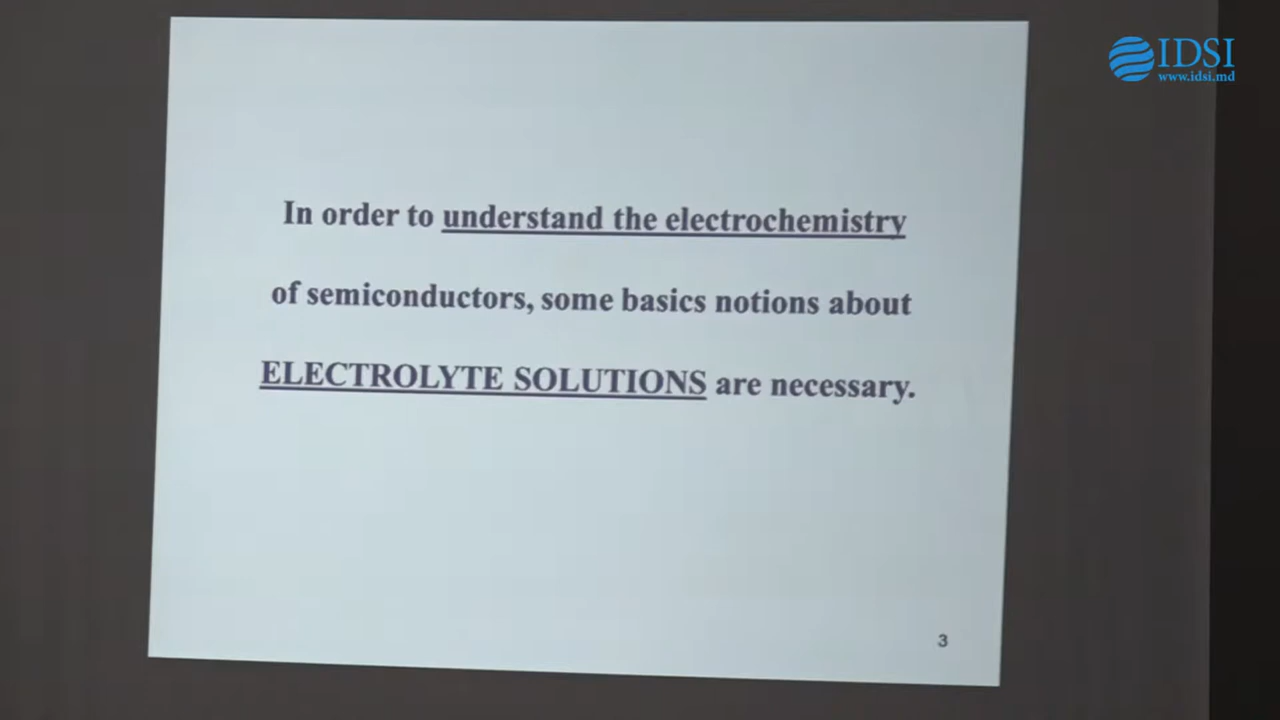 IDSI
www.idsi.md
In order to understand the electrochemistry
of semiconductors, some basics notions about
ELECTROLYTE SOLUTIONS are necessary.
3